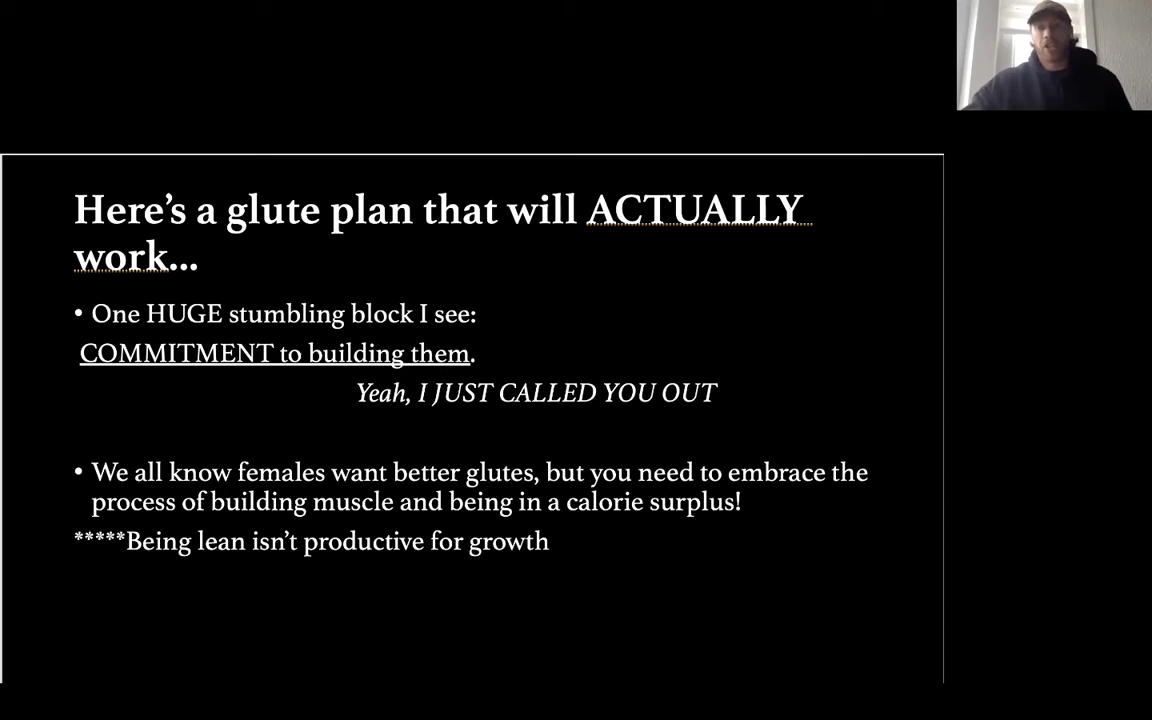 Here’s a glute plan that will ACTUALLY
work...
• One HUGE stumbling block I see:
COMMITMENT to building them.
Yeah, I JUST CALLED YOU OUT
• We all know females want better glutes, but you need to embrace the
process of building muscle and being in a calorie surplus!
*****Being lean isn’t productive for growth